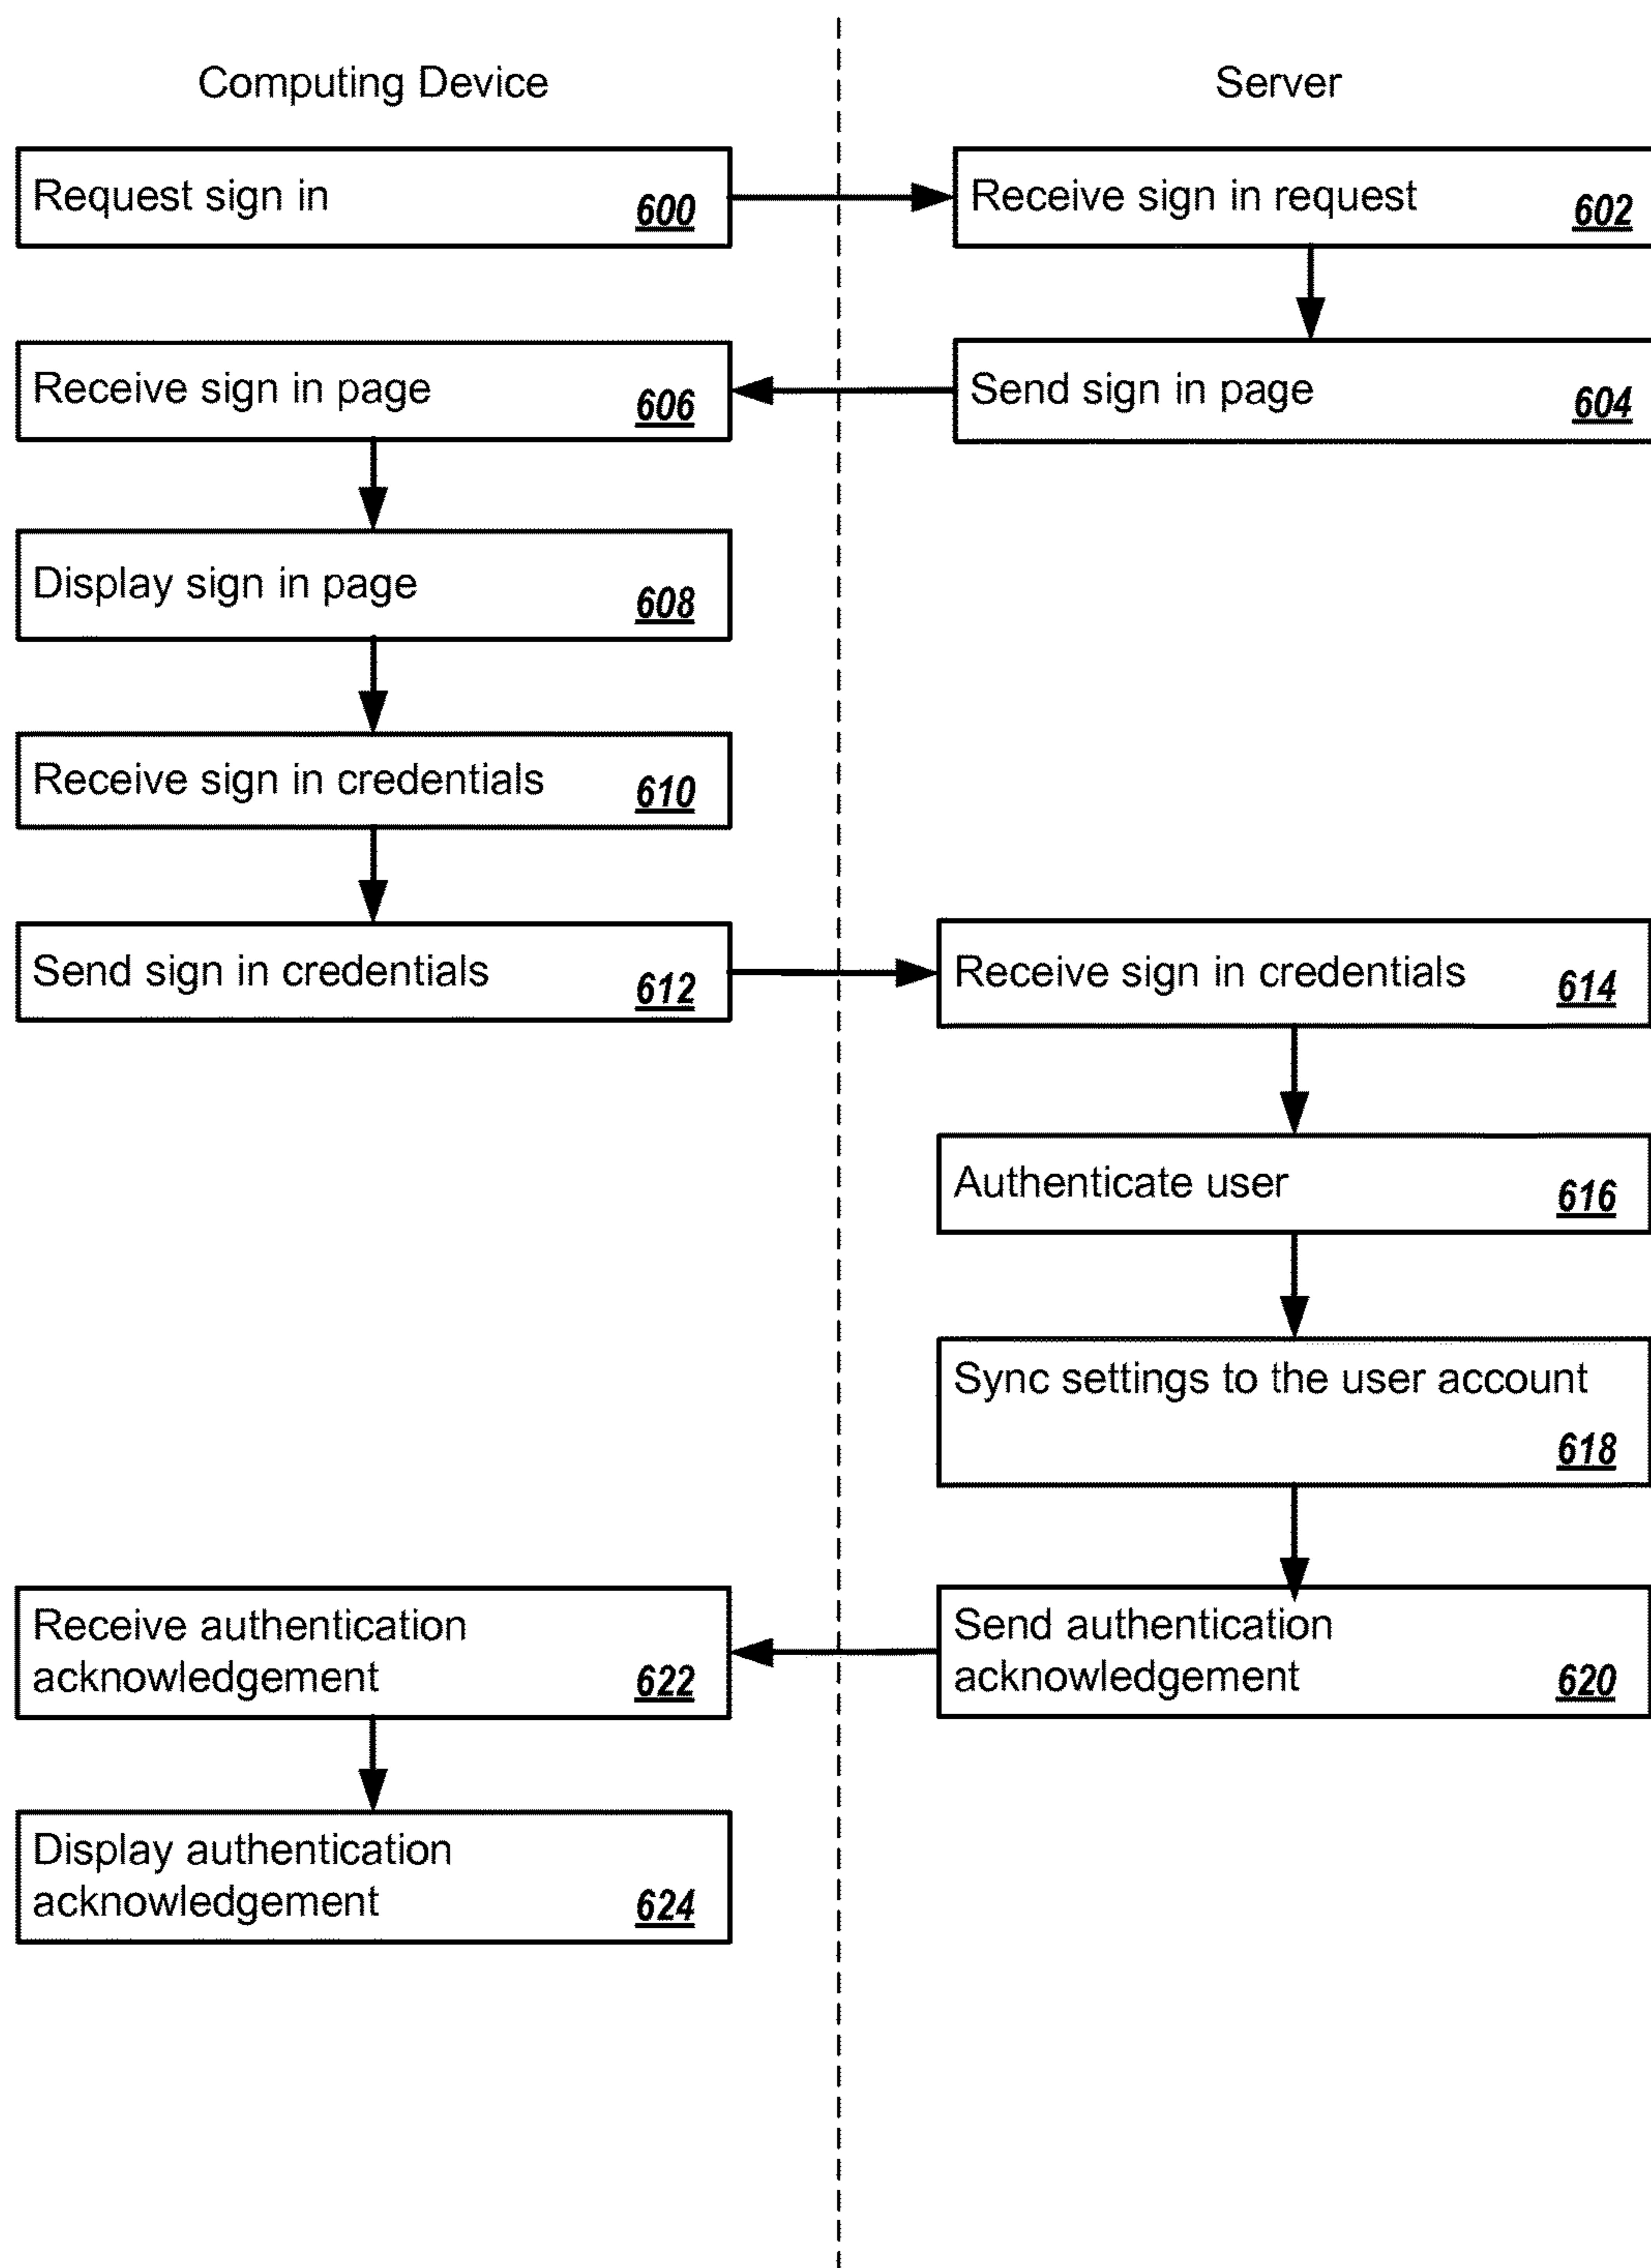 Computing Device
Server
Request sign in
600
Receive sign in request
602
Receive sign in page
606
Send sign in page
604
Display sign in page
608
Receive sign in credentials
610
Send sign in credentials
612
Receive sign in credentials
614
Authenticate user
616
Sync settings to the user account
618
Receive authentication
acknowledgement
622
Send authentication
acknowledgement
620
Display authentication
acknowledgement
624